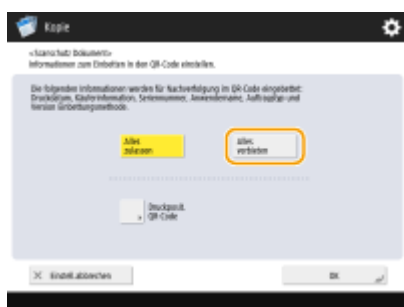 Kopie
<Scanschutz Dokument>
Informationen zum Einbetten in den QR-Code einstellen.
Die folgenden Informationen werden für Nachverfolgung im QR-Code eingebettet:
Druckdatum, Käuferinformation, Seriennummer, Anwendername, Auftragstyp und
Version Einbettungsmethode.
Alles
zulassen
Alles
verbieten
Druckposit.
QR-Code
Einstell. abbrechen
OK